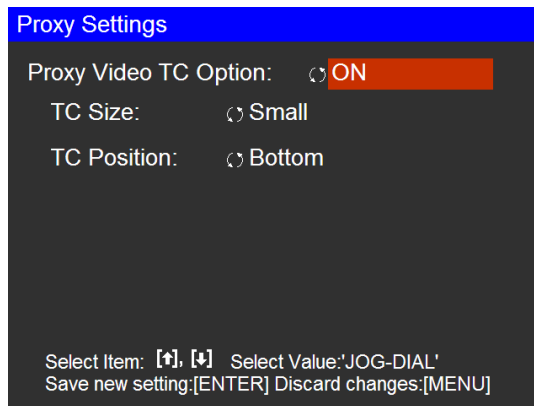 Proxy Settings
Proxy Video TC Option: ON
TC Size: Small
TC Position: Bottom
Select Item: [↑], [↓] Select Value:'JOG-DIAL'
Save new setting:[ENTER] Discard changes:[MENU]